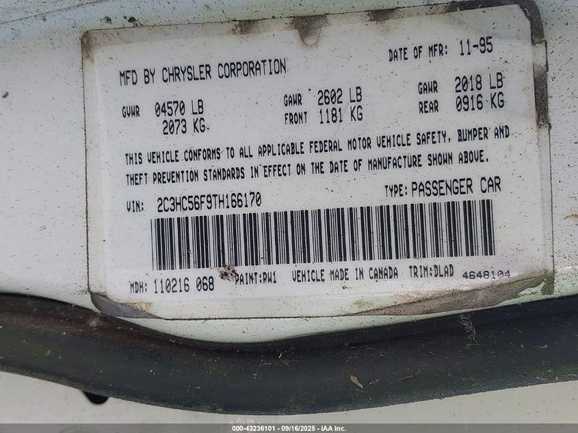 MFD BY CHRYSLER CORPORATION DATE OF MFR: 11-95
GVWR 04570 LB GAWR 2602 LB GAWR 2018 LB
2073 KG FRONT 1181 KG REAR 0916 KG
THIS VEHICLE CONFORMS TO ALL APPLICABLE FEDERAL MOTOR VEHICLE SAFETY, BUMPER AND
THEFT PREVENTION STANDARDS IN EFFECT ON THE DATE OF MANUFACTURE SHOWN ABOVE.
VIN: 2C3HC56F9TH166170 TYPE: PASSENGER CAR
MDH: 110216 068 PAINT: RW1 VEHICLE MADE IN CANADA TRIM: DLAD 4648104
000-43236101 - 09/16/2025 - IAA Inc.